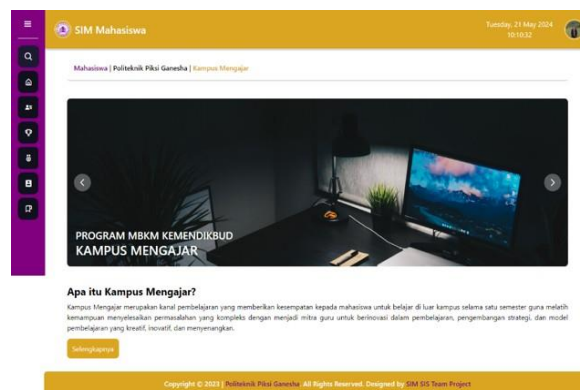 SIM Mahasiswa
Tuesday, 21 May 2024
10:10:32
Mahasiswa | Politeknik Piksi Ganesha | Kampus Mengajar
PROGRAM MBKM KEMENDIKBUD
KAMPUS MENGAJAR
Apa itu Kampus Mengajar?
Kampus Mengajar merupakan kanal pembelajaran yang memberikan kesempatan kepada mahasiswa untuk belajar di luar kampus selama satu semester guna melatih
kemampuan menyelesaikan permasalahan yang kompleks dengan menjadi mitra guru untuk berinovasi dalam pembelajaran, pengembangan strategi, dan model
pembelajaran yang kreatif, inovatif, dan menyenangkan.
Selengkapnya
Copyright © 2023 | Politeknik Piksi Ganesha. All Rights Reserved. Designed by SIM SIS Team Project